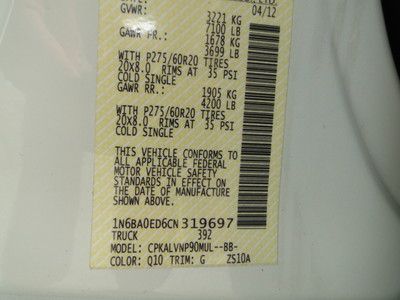 04/12
GVWR: 3221 KG
7100 LB
GAWR FR: 1678 KG
3699 LB
WITH P275/60R20 TIRES
20X8.0 RIMS AT 35 PSI
COLD SINGLE
GAWR RR: 1905 KG
4200 LB
WITH P275/60R20 TIRES
20X8.0 RIMS AT 35 PSI
COLD SINGLE
THIS VEHICLE CONFORMS TO
ALL APPLICABLE FEDERAL
MOTOR VEHICLE SAFETY
STANDARDS IN EFFECT ON THE
DATE OF MANUFACTURE
SHOWN ABOVE.
1N6BA0ED6CN 319697
TRUCK 392
MODEL: CPKALVNP90MUL--BB-
COLOR: Q10 TRIM: G ZS10A